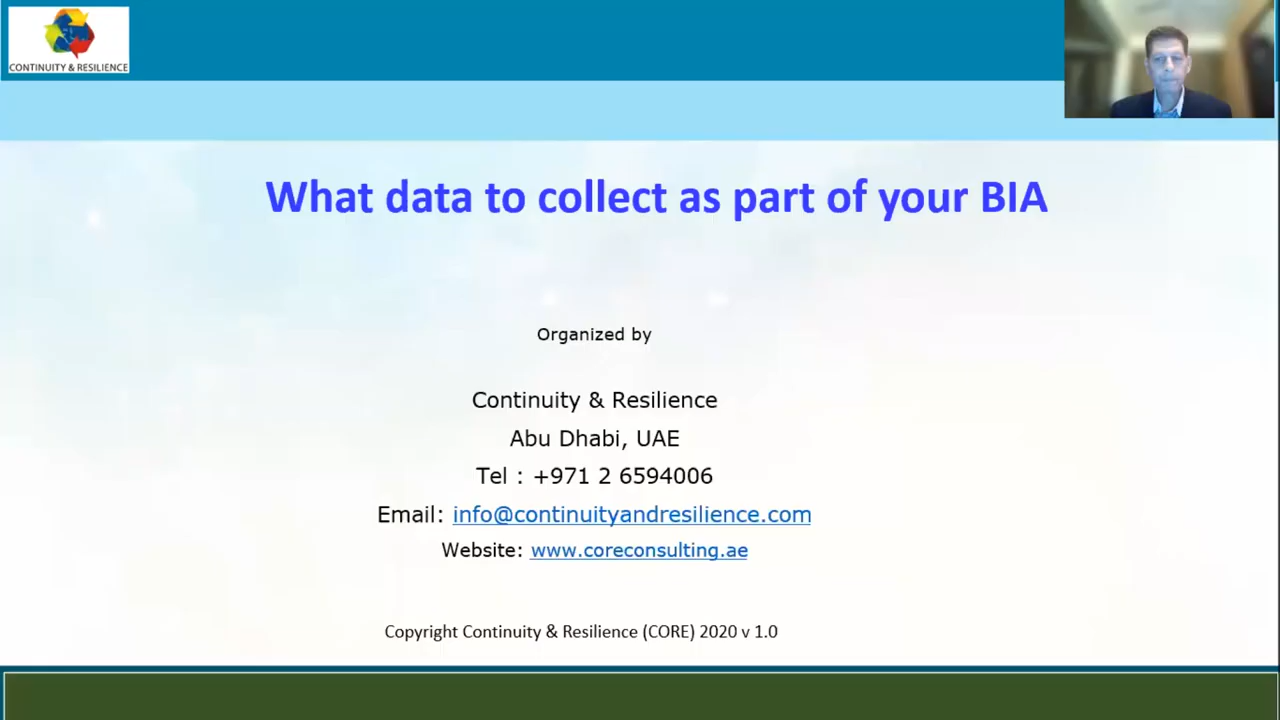 CONTINUITY & RESILIENCE
What data to collect as part of your BIA
Organized by
Continuity & Resilience
Abu Dhabi, UAE
Tel : +971 2 6594006
Email: info@continuityandresilience.com
Website: www.coreconsulting.ae
Copyright Continuity & Resilience (CORE) 2020 v 1.0